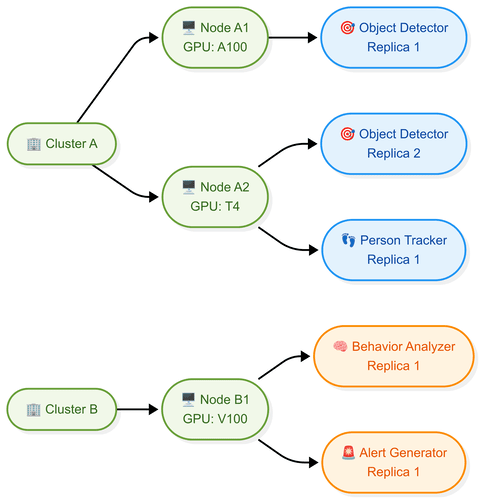 Cluster A
Node A1
GPU: A100
Object Detector
Replica 1
Object Detector
Replica 2
Node A2
GPU: T4
Person Tracker
Replica 1
Cluster B
Node B1
GPU: V100
Behavior Analyzer
Replica 1
Alert Generator
Replica 1